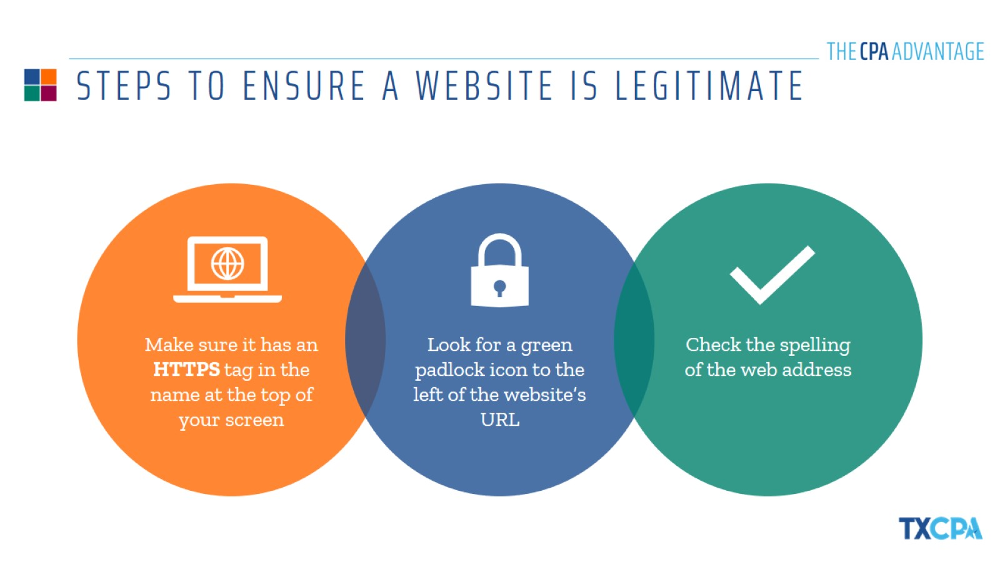 THE CPA ADVANTAGE
STEPS TO ENSURE A WEBSITE IS LEGITIMATE
Make sure it has an
HTTPS tag in the
name at the top of
your screen
Look for a green
padlock icon to the
left of the website‘s
URL
Check the spelling
of the web address
TXCPA